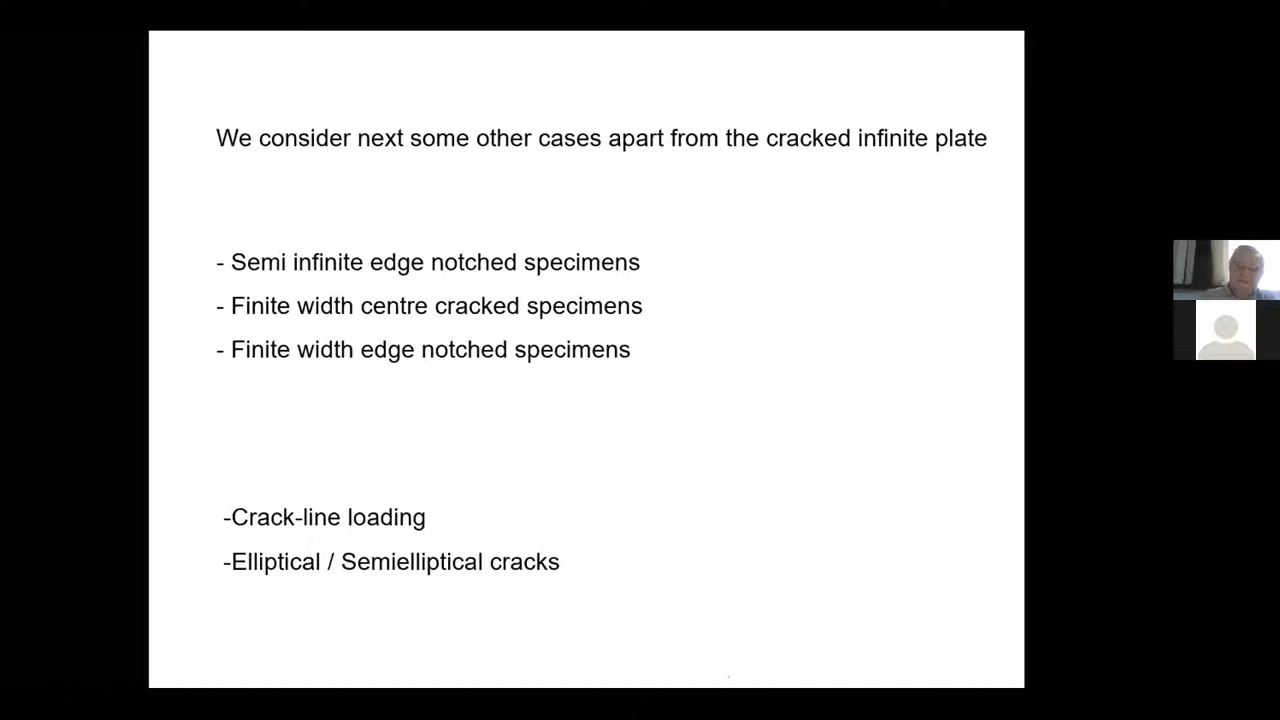 We consider next some other cases apart from the cracked infinite plate
- Semi infinite edge notched specimens
- Finite width centre cracked specimens
- Finite width edge notched specimens
-Crack-line loading
-Elliptical / Semielliptical cracks